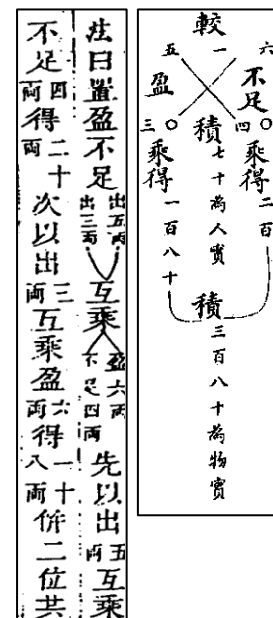 六
不足
四〇
乘得二百
較一
積七十為人實
積三百八十為物實
五
盈
三〇
乘得一百八十
法曰置盈不足出五兩出三兩互乘盈六兩不足四兩先以出五兩互乘
不足四兩得二十兩次以出三兩互乘盈六兩得一十八兩併二位共